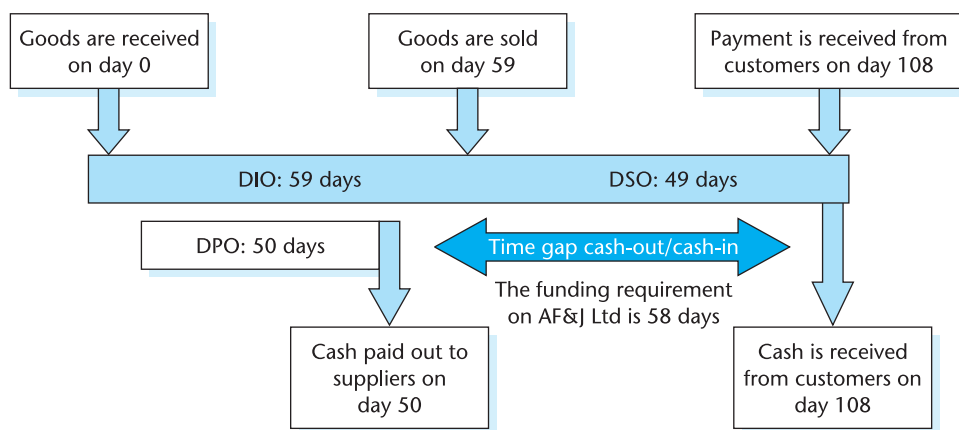 Goods are received
on day 0
Goods are sold
on day 59
Payment is received from
customers on day 108
DIO: 59 days
DSO: 49 days
DPO: 50 days
Time gap cash-out/cash-in
The funding requirement
on AF&J Ltd is 58 days
Cash paid out to
suppliers on
day 50
Cash is received
from customers on
day 108